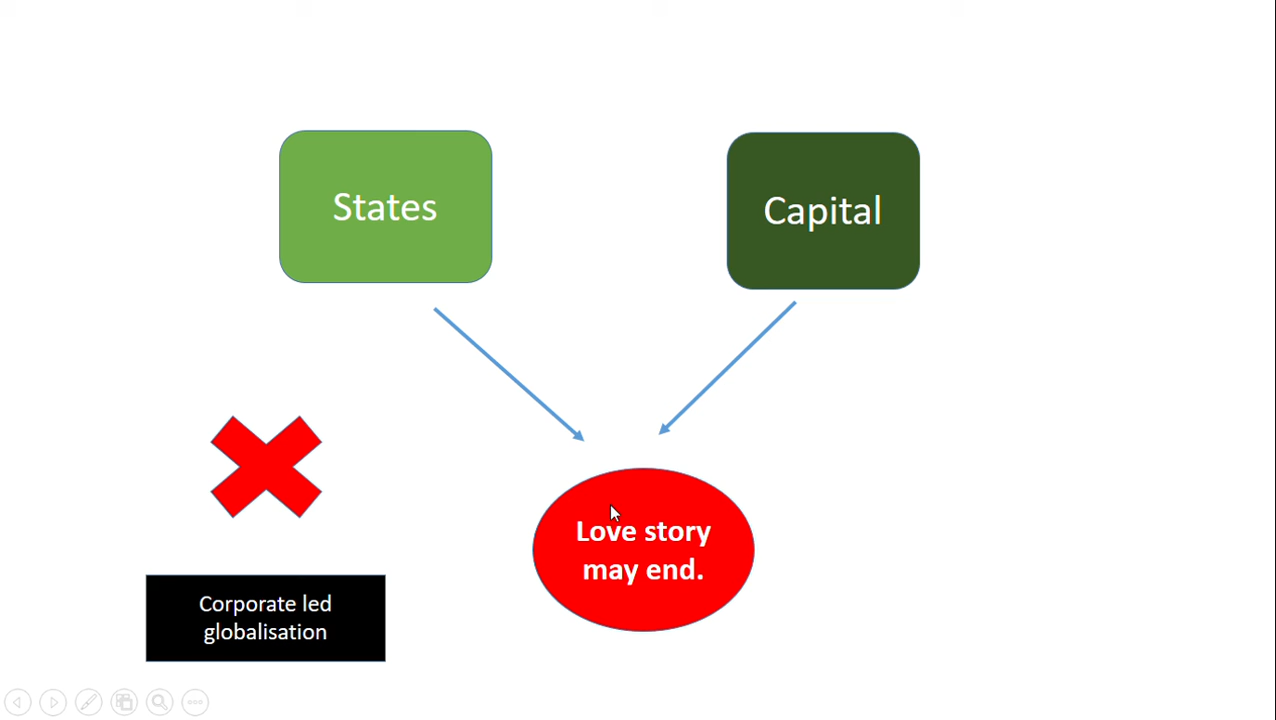 States
Capital
Love story
may end.
Corporate led
globalisation